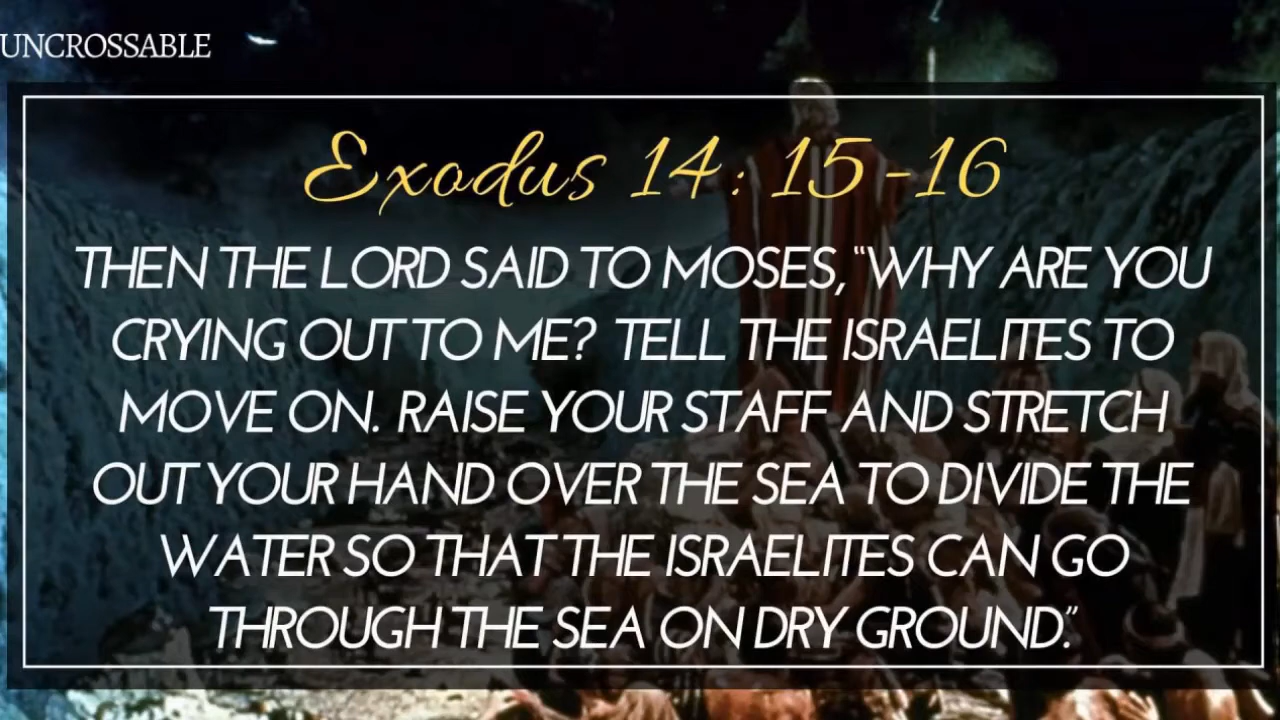 UNCROSSABLE
Exodus 14: 15-16
THEN THE LORD SAID TO MOSES, “WHY ARE YOU
CRYING OUT TO ME? TELL THE ISRAELITES TO
MOVE ON. RAISE YOUR STAFF AND STRETCH
OUT YOUR HAND OVER THE SEA TO DIVIDE THE
WATER SO THAT THE ISRAELITES CAN GO
THROUGH THE SEA ON DRY GROUND.”